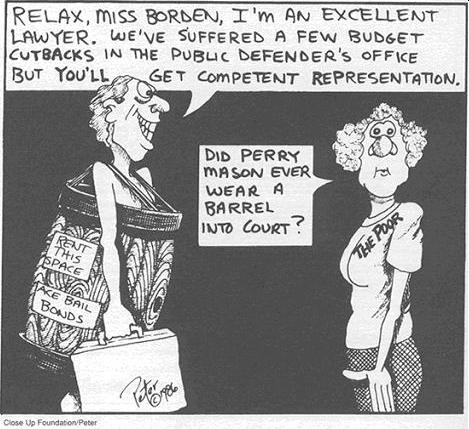 RELAX, MISS BORDEN, I'M AN EXCELLENT
LAWYER. WE'VE SUFFERED A FEW BUDGET
CUTBACKS IN THE PUBLIC DEFENDER'S OFFICE
BUT YOU'LL GET COMPETENT REPRESENTATION.
DID PERRY
MASON EVER
WEAR A
BARREL
INTO COURT?
THE POOR
RENT
THIS
SPACE
ACE BAIL
BONDS
Peter
©1986
Close Up Foundation/Peter